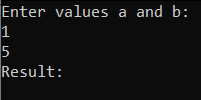 Enter values a and b:
1
5
Result: